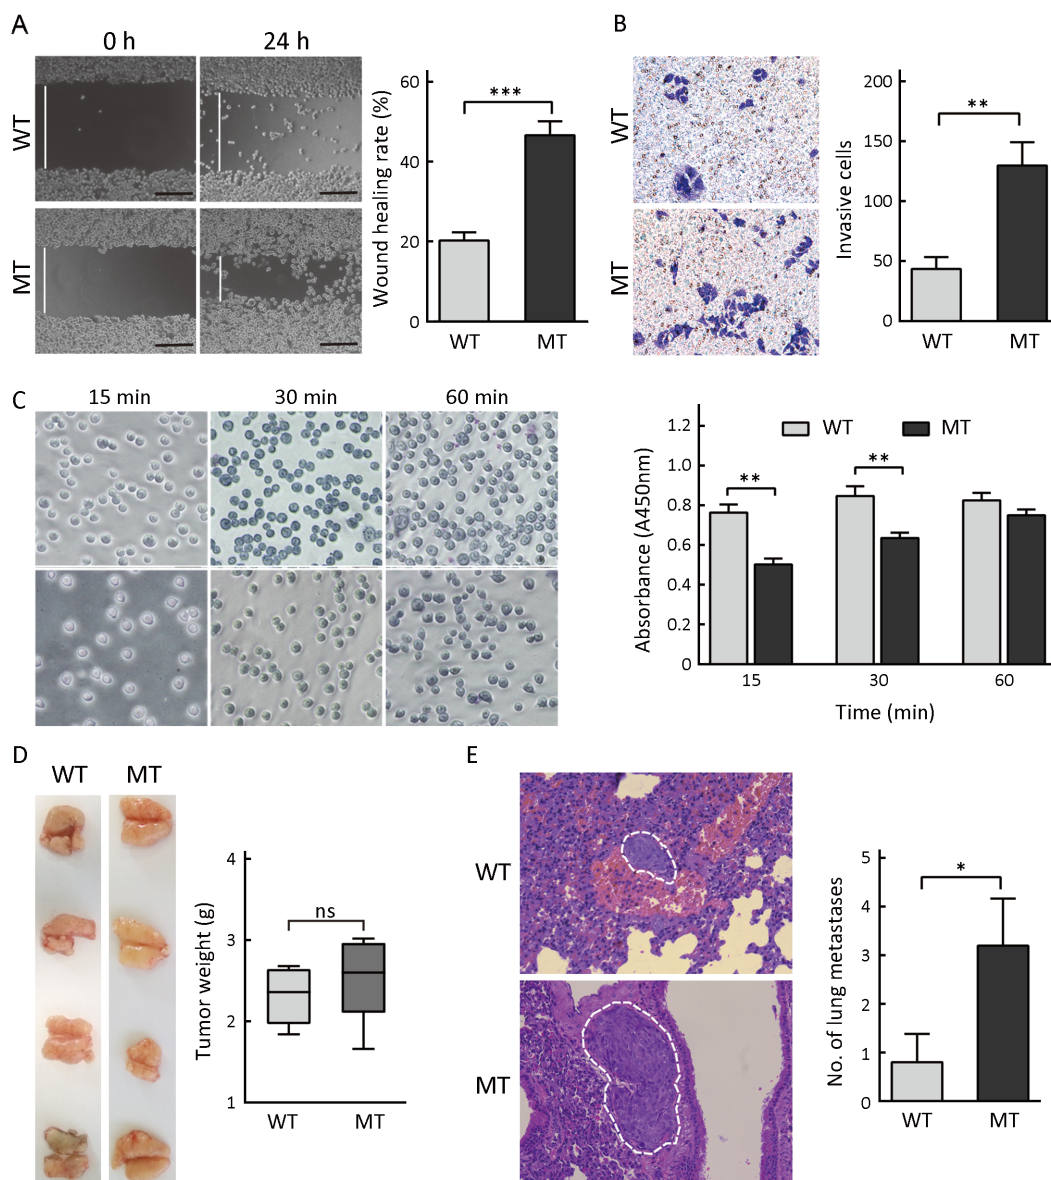 A
0 h
24 h
WT
MT
Wound healing rate (%)
60
40
20
0
***
WT
MT
B
WT
MT
Invasive cells
200
150
100
50
0
**
WT
MT
C
15 min
30 min
60 min
Absorbance (A450nm)
1.2
1.0
0.8
0.6
0.4
0.2
0
WT
MT
**
**
15
30
60
Time (min)
D
WT
MT
Tumor weight (g)
4
3
2
1
ns
WT
MT
E
WT
MT
No. of lung metastases
5
4
3
2
1
0
*
WT
MT